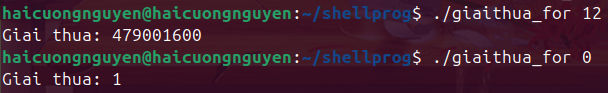 haicuongnguyen@haicuongnguyen:~/shellprog$ ./giaithua_for 12
Giai thua: 479001600
haicuongnguyen@haicuongnguyen:~/shellprog$ ./giaithua_for 0
Giai thua: 1